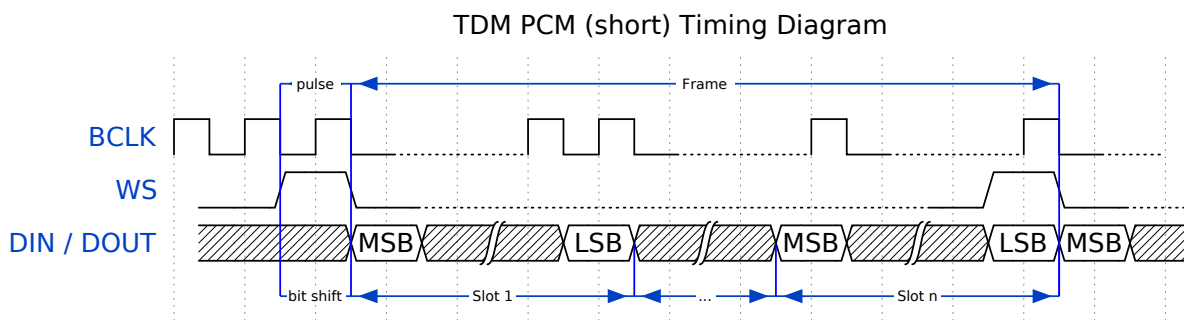 TDM PCM (short) Timing Diagram
pulse
Frame
BCLK
WS
DIN / DOUT
MSB
LSB
MSB
LSB
MSB
bit shift
Slot 1
...
Slot n